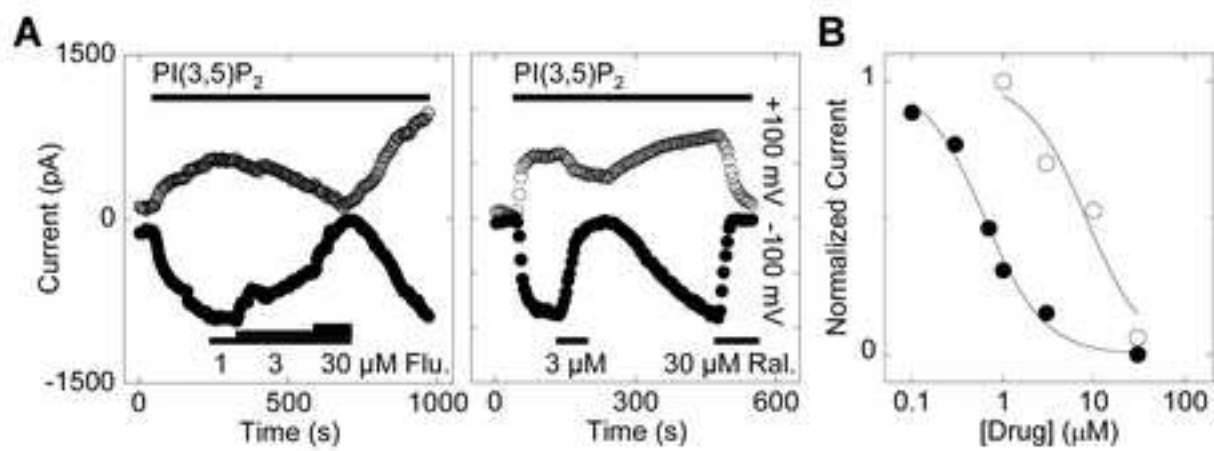 A
B
1500
0
-1500
Current (pA)
PI(3,5)P2
1
3
30 μM Flu.
0
500
1000
Time (s)
PI(3,5)P2
+100 mV
-100 mV
3 μM
30 μM Ral.
0
300
600
Time (s)
Normalized Current
1
0
0.1
1
10
100
[Drug] (μM)